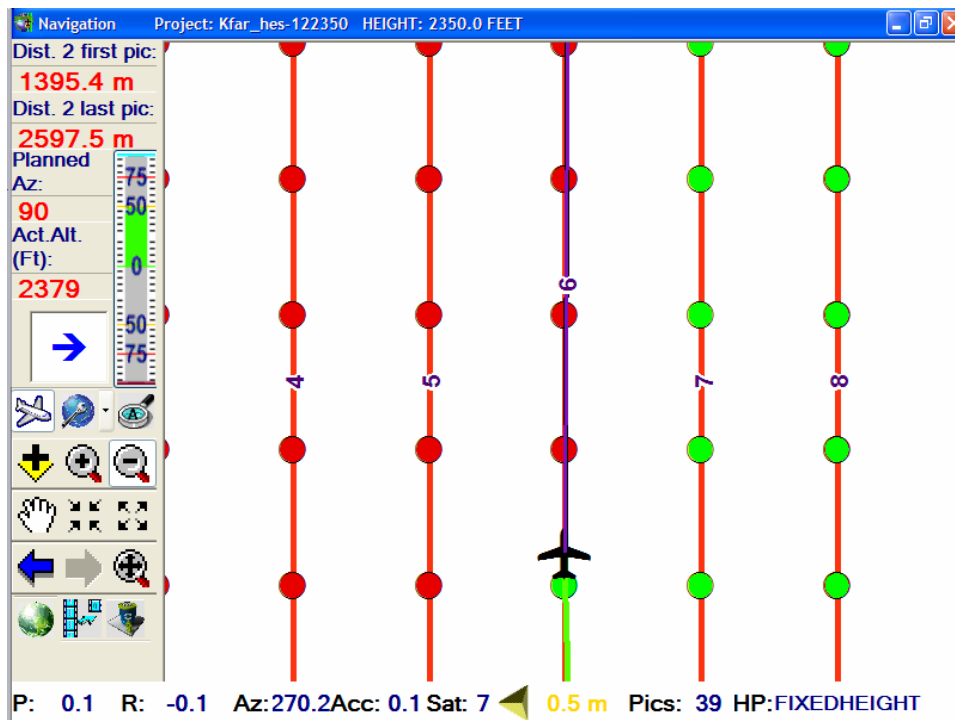 Navigation Project: Kfar_hes-122350 HEIGHT: 2350.0 FEET
Dist. 2 first pic:
1395.4 m
Dist. 2 last pic:
2597.5 m
Planned
Az:
90
Act.Alt.
(Ft):
2379
75
50
0
50
75
A
4
5
6
7
8
P: 0.1 R: -0.1 Az:270.2 Acc: 0.1 Sat: 7 0.5 m Pics: 39 HP:FIXEDHEIGHT